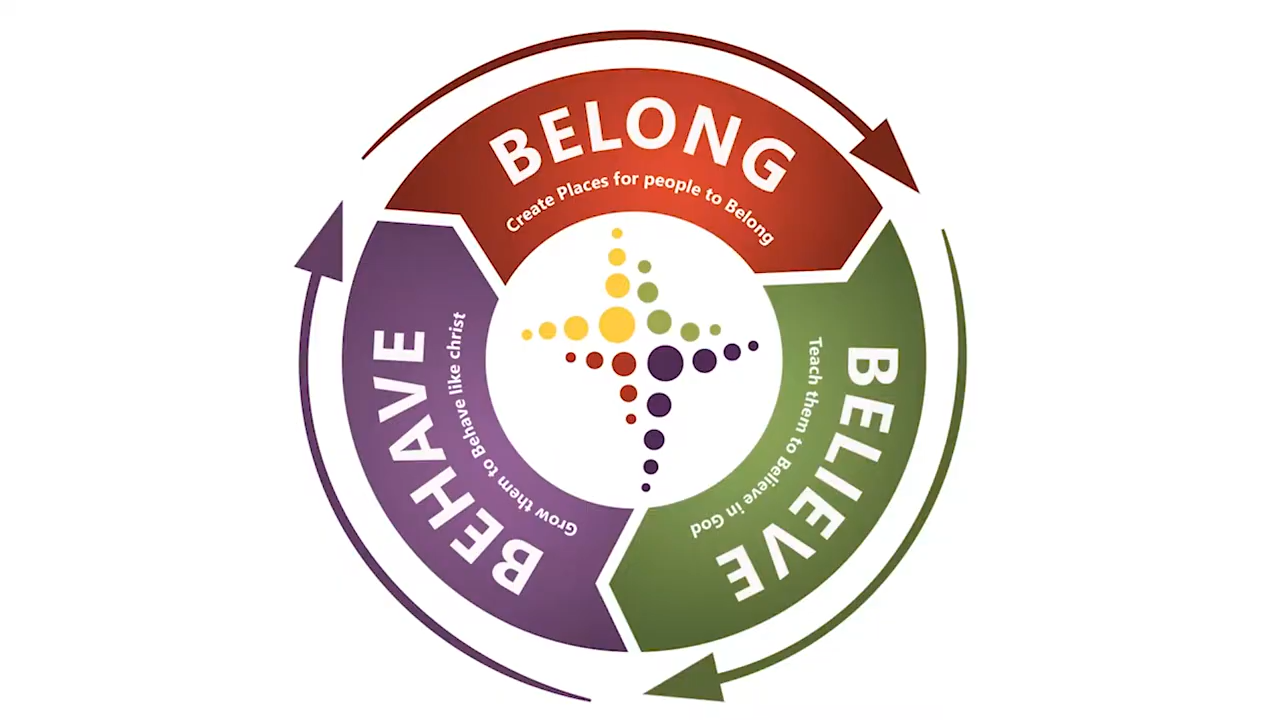 BELONG
Create Places for people to Belong
BELIEVE
Teach them to Believe in God
BEHAVE
Grow them to Behave like christ